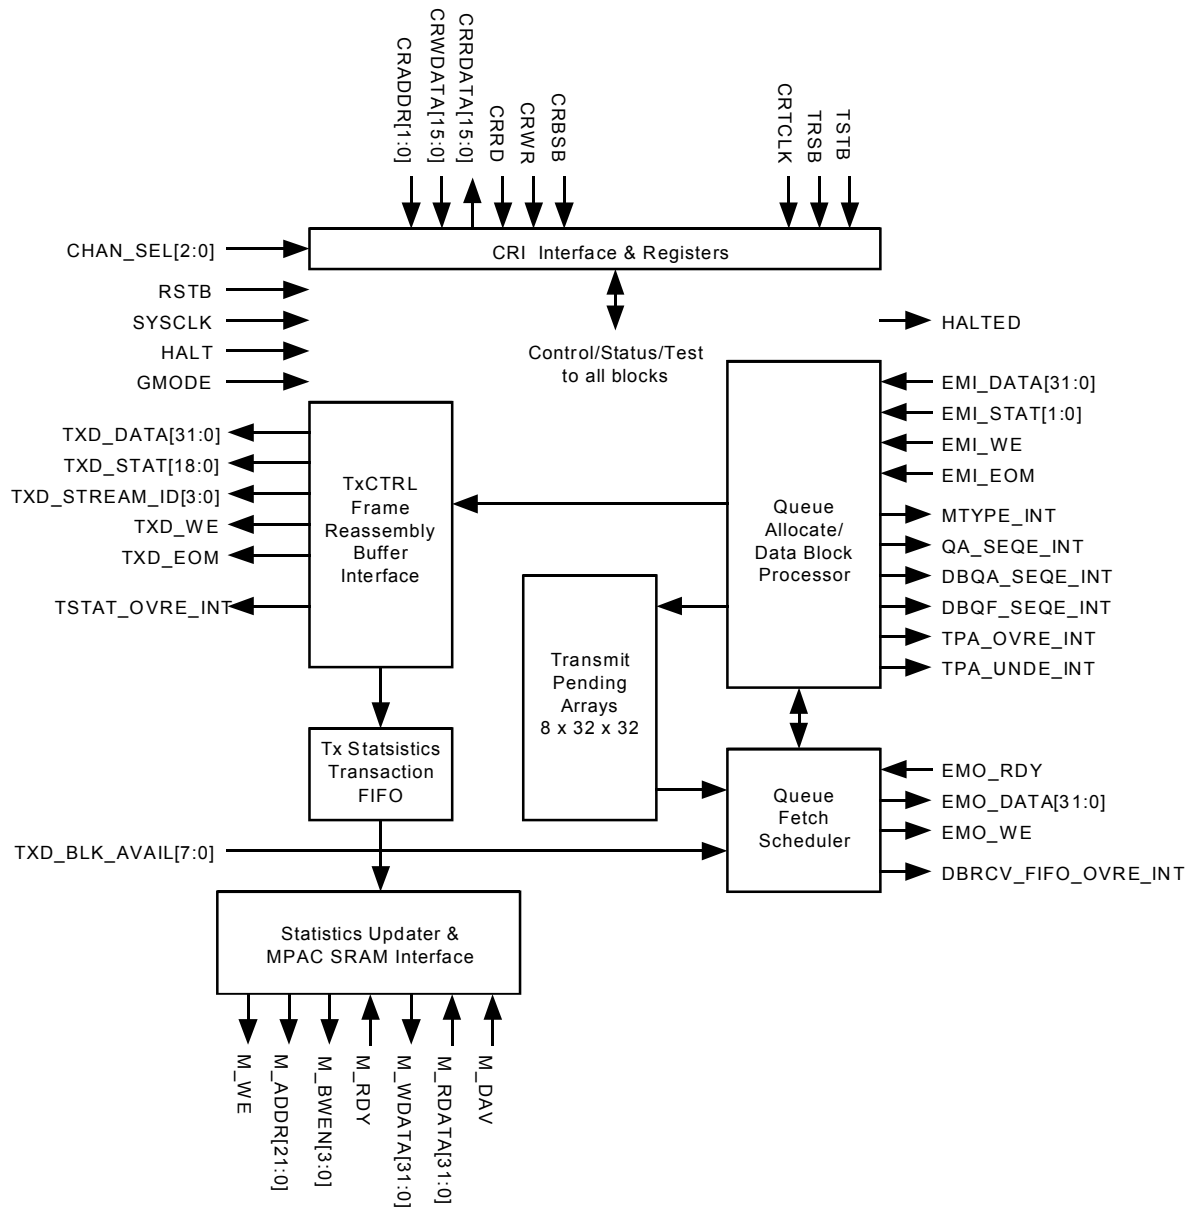 CRADDR[1:0]
CRWDATA[15:0]
CRRDATA[15:0]
CRRD
CRWR
CRBSB
CRTCLK
TRSB
TSTB
CHAN_SEL[2:0]
CRI Interface & Registers
RSTB
SYSCLK
HALT
GMODE
Control/Status/Test
to all blocks
HALTED
TXD_DATA[31:0]
TXD_STAT[18:0]
TXD_STREAM_ID[3:0]
TXD_WE
TXD_EOM
TSTAT_OVRE_INT
TxCTRL
Frame
Reassembly
Buffer
Interface
Queue
Allocate/
Data Block
Processor
EMI_DATA[31:0]
EMI_STAT[1:0]
EMI_WE
EMI_EOM
MTYPE_INT
QA_SEQE_INT
DBQA_SEQE_INT
DBQF_SEQE_INT
TPA_OVRE_INT
TPA_UNDE_INT
Transmit
Pending
Arrays
8 x 32 x 32
Tx Statsistics
Transaction
FIFO
Queue
Fetch
Scheduler
EMO_RDY
EMO_DATA[31:0]
EMO_WE
DBRCV_FIFO_OVRE_INT
TXD_BLK_AVAIL[7:0]
Statistics Updater &
MPAC SRAM Interface
M_WE
M_ADDR[21:0]
M_BWEN[3:0]
M_RDY
M_WDATA[31:0]
M_RDATA[31:0]
M_DAV